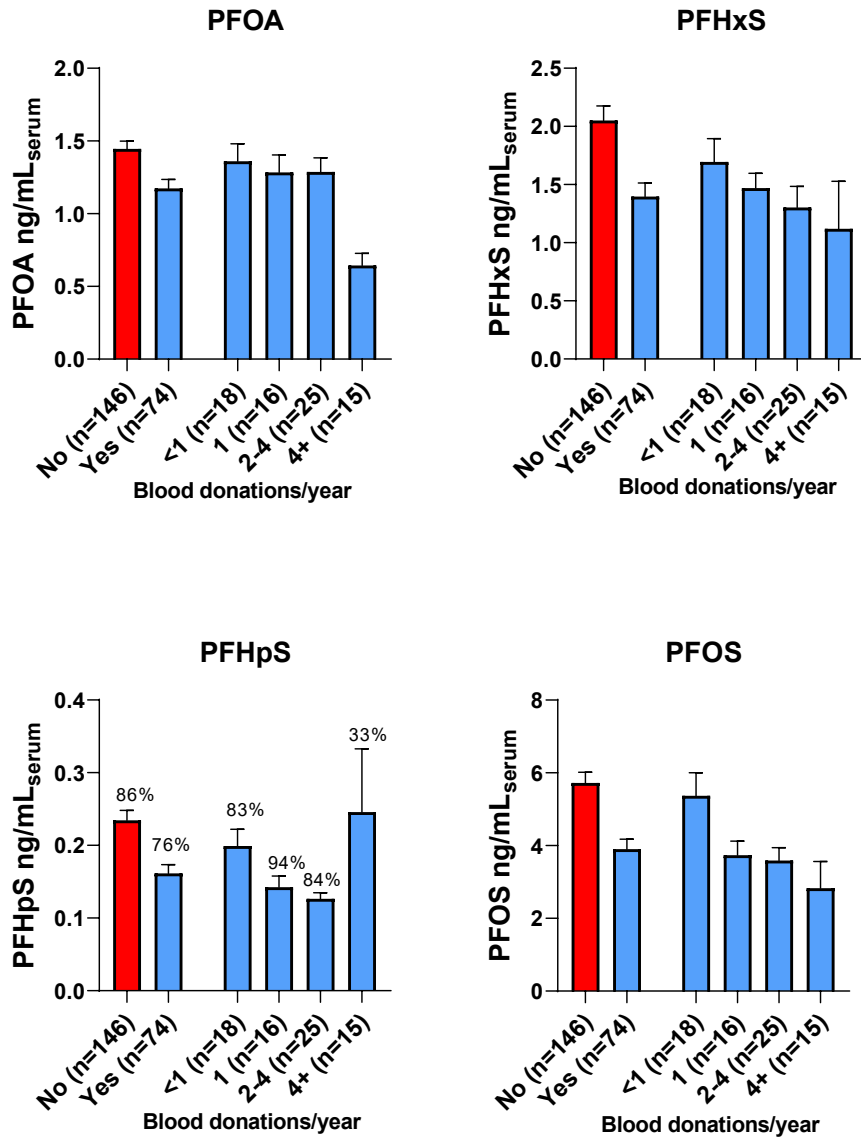 PFOA
PFOA ng/mLserum
2.0
1.5
1.0
0.5
0.0
No (n=146)
Yes (n=74)
<1 (n=18)
1 (n=16)
2-4 (n=25)
4+ (n=15)
Blood donations/year
PFHxS
PFHxS ng/mLserum
2.5
2.0
1.5
1.0
0.5
0.0
No (n=146)
Yes (n=74)
<1 (n=18)
1 (n=16)
2-4 (n=25)
4+ (n=15)
Blood donations/year
PFHpS
PFHpS ng/mLserum
0.4
0.3
0.2
0.1
0.0
86%
76%
83%
94%
84%
33%
No (n=146)
Yes (n=74)
<1 (n=18)
1 (n=16)
2-4 (n=25)
4+ (n=15)
Blood donations/year
PFOS
PFOS ng/mLserum
8
6
4
2
0
No (n=146)
Yes (n=74)
<1 (n=18)
1 (n=16)
2-4 (n=25)
4+ (n=15)
Blood donations/year